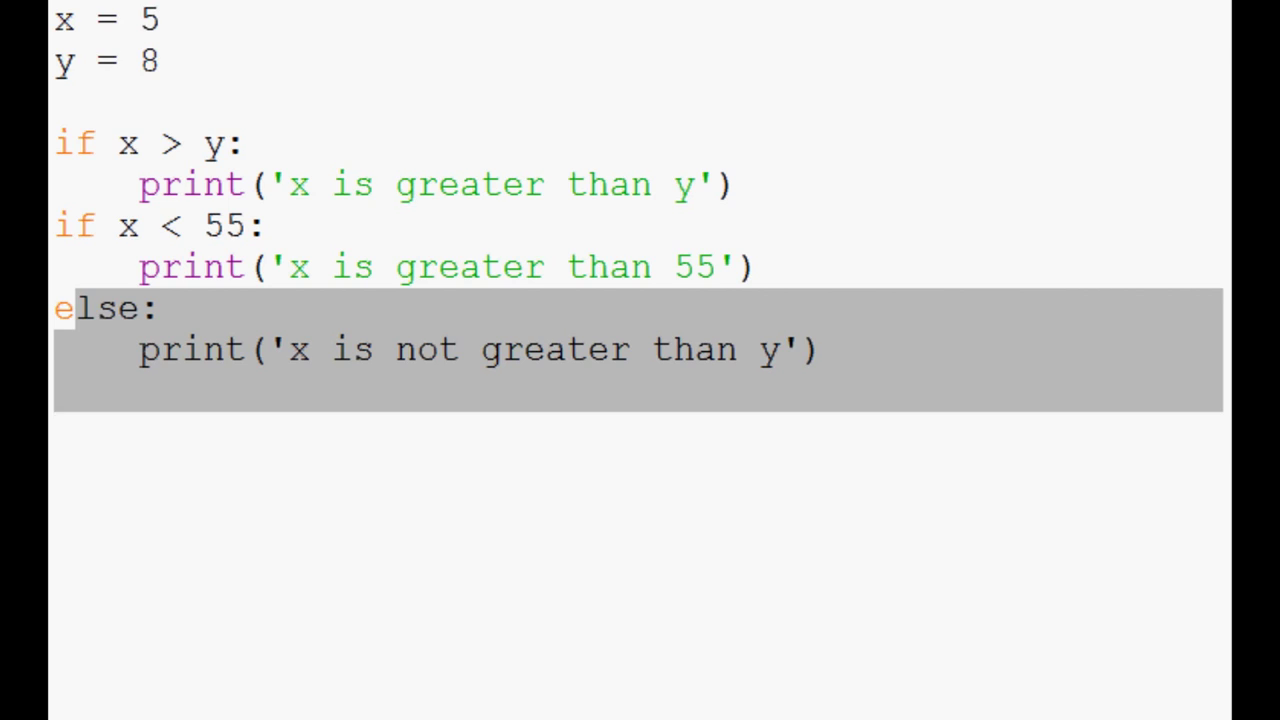 x = 5
y = 8
if x > y:
    print('x is greater than y')
if x < 55:
    print('x is greater than 55')
else:
    print('x is not greater than y')